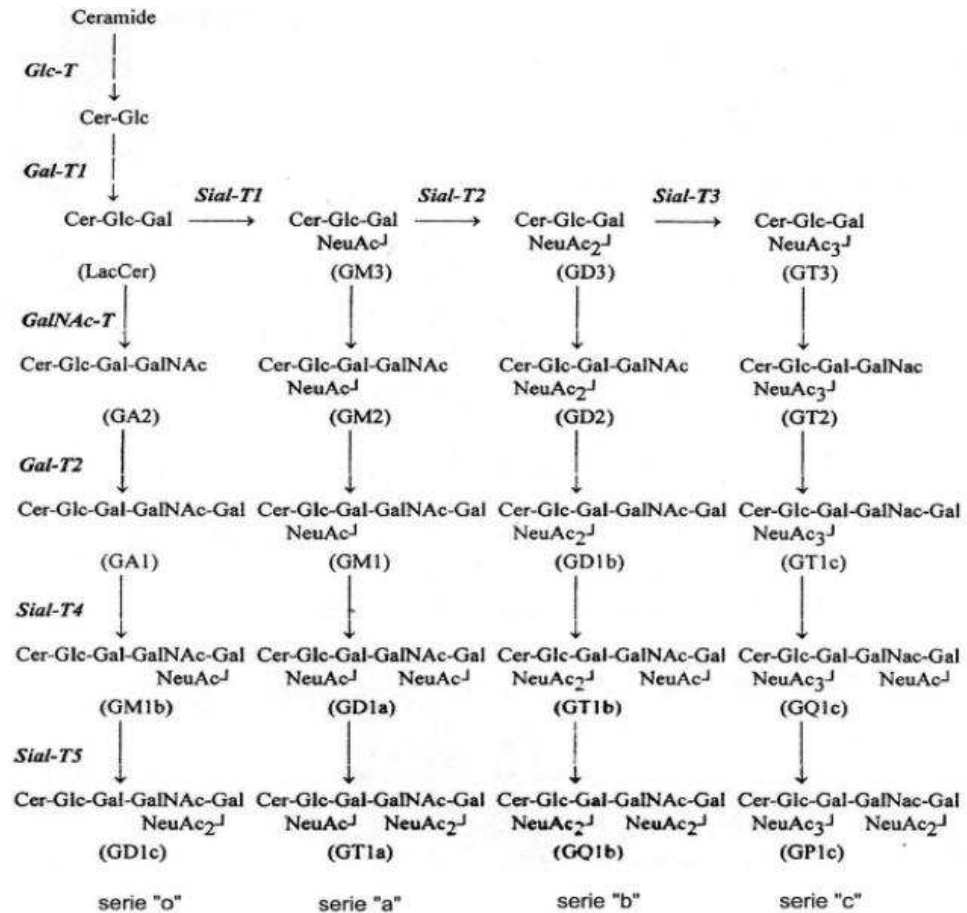 Ceramide
Glc-T
Cer-Glc
Gal-T1
Sial-T1 Sial-T2 Sial-T3
Cer-Glc-Gal Cer-Glc-Gal Cer-Glc-Gal Cer-Glc-Gal
NeuAc NeuAc2 NeuAc3
(LacCer) (GM3) (GD3) (GT3)
GalNAc-T
Cer-Glc-Gal-GalNAc Cer-Glc-Gal-GalNAc Cer-Glc-Gal-GalNAc Cer-Glc-Gal-GalNac
NeuAc NeuAc2 NeuAc3
(GA2) (GM2) (GD2) (GT2)
Gal-T2
Cer-Glc-Gal-GalNAc-Gal Cer-Glc-Gal-GalNAc-Gal Cer-Glc-Gal-GalNAc-Gal Cer-Glc-Gal-GalNac-Gal
NeuAc NeuAc2 NeuAc3
(GA1) (GM1) (GD1b) (GT1c)
Sial-T4
Cer-Glc-Gal-GalNAc-Gal Cer-Glc-Gal-GalNAc-Gal Cer-Glc-Gal-GalNAc-Gal Cer-Glc-Gal-GalNac-Gal
NeuAc NeuAc NeuAc NeuAc2 NeuAc NeuAc3 NeuAc
(GM1b) (GD1a) (GT1b) (GQ1c)
Sial-T5
Cer-Glc-Gal-GalNAc-Gal Cer-Glc-Gal-GalNAc-Gal Cer-Glc-Gal-GalNAc-Gal Cer-Glc-Gal-GalNac-Gal
NeuAc2 NeuAc NeuAc2 NeuAc2 NeuAc2 NeuAc3 NeuAc2
(GD1c) (GT1a) (GQ1b) (GP1c)
serie "o" serie "a" serie "b" serie "c"